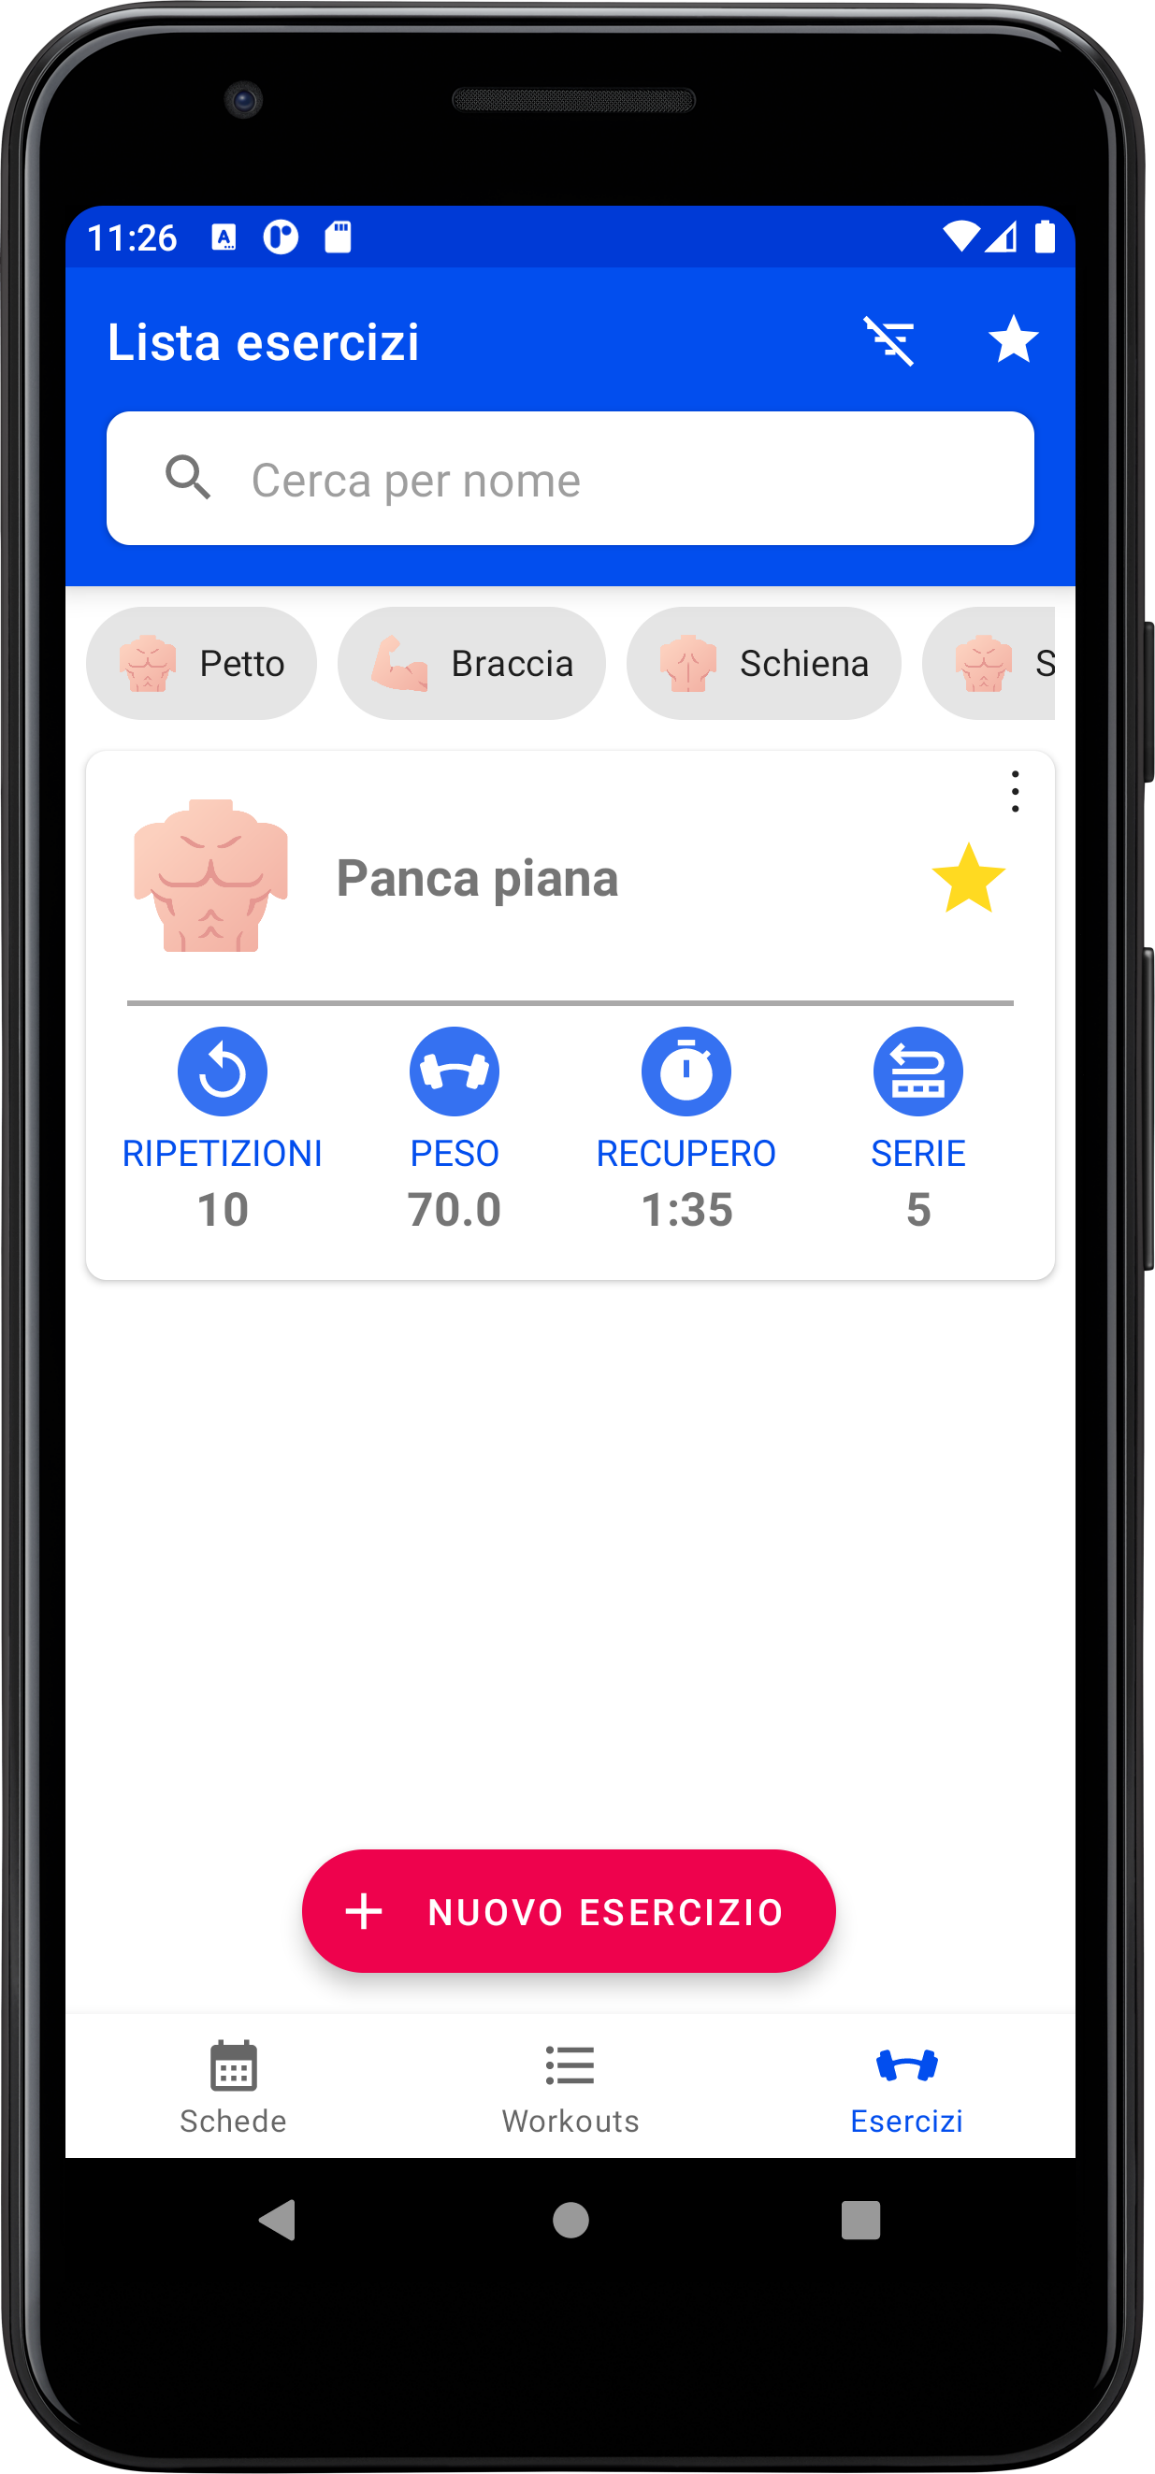 11:26
Lista esercizi
Cerca per nome
Petto Braccia Schiena S
Panca piana
RIPETIZIONI PESO RECUPERO SERIE
10 70.0 1:35 5
NUOVO ESERCIZIO
Schede Workouts Esercizi